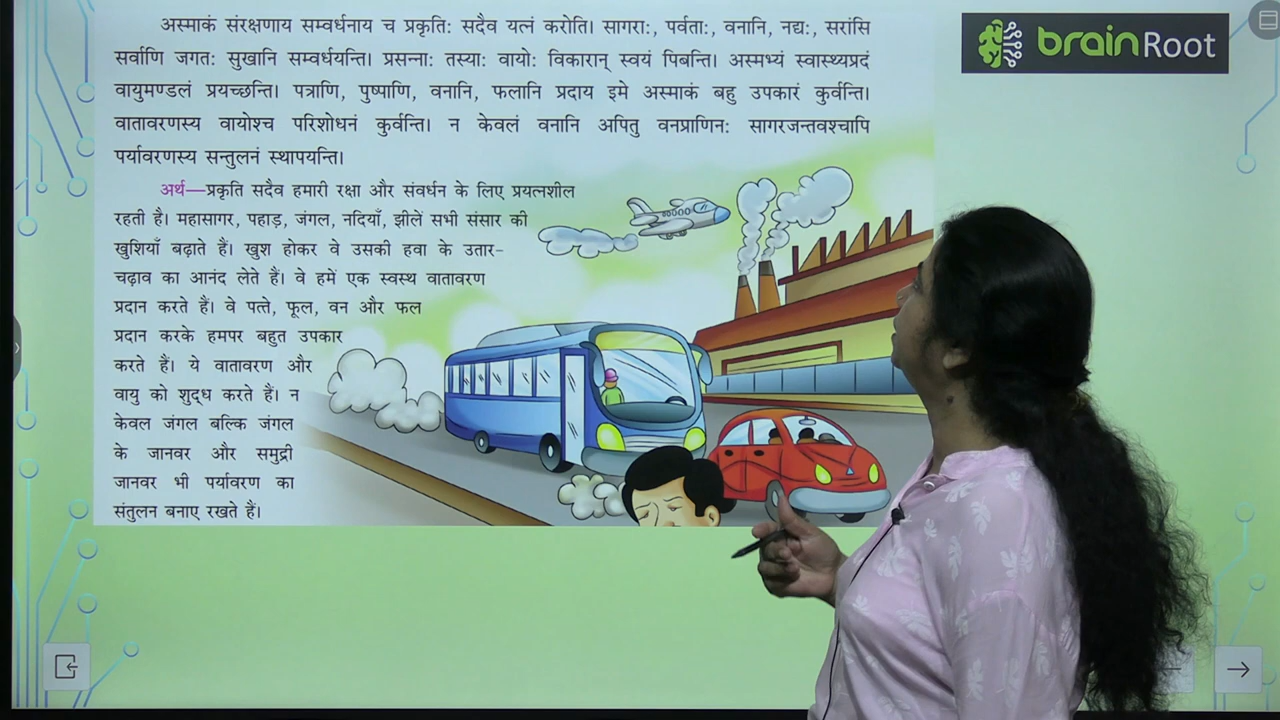 अस्माकं संरक्षणाय सम्वर्धनाय च प्रकृतिः सदैव यत्नं करोति। सागराः, पर्वताः, वनानि, नद्यः, सरांसि
सर्वाणि जगतः सुखानि सम्वर्धयन्ति। प्रसन्नाः तस्याः वायोः विकारान् स्वयं पिबन्ति। अस्मभ्यं स्वास्थ्यप्रदं
वायुमण्डलं प्रयच्छन्ति। पत्राणि, पुष्पाणि, वनानि, फलानि प्रदाय इमे अस्माकं बहु उपकारं कुर्वन्ति।
वातावरणस्य वायोश्च परिशोधनं कुर्वन्ति। न केवलं वनानि अपितु वनप्राणिनः सागरजन्तवश्चापि
पर्यावरणस्य सन्तुलनं स्थापयन्ति।
अर्थ—प्रकृति सदैव हमारी रक्षा और संवर्धन के लिए प्रयत्नशील
रहती है। महासागर, पहाड़, जंगल, नदियाँ, झीलें सभी संसार की
खुशियाँ बढ़ाते हैं। खुश होकर वे उसकी हवा के उतार-
चढ़ाव का आनंद लेते हैं। वे हमें एक स्वस्थ वातावरण
प्रदान करते हैं। वे पत्ते, फूल, वन और फल
प्रदान करके हमपर बहुत उपकार
करते हैं। ये वातावरण और
वायु को शुद्ध करते हैं। न
केवल जंगल बल्कि जंगल
के जानवर और समुद्री
जानवर भी पर्यावरण का
संतुलन बनाए रखते हैं।
brainRoot